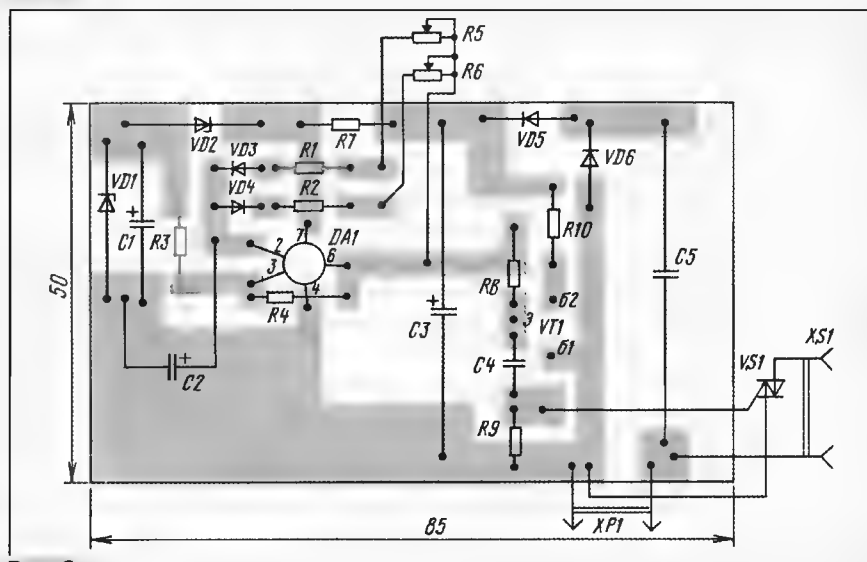 R5
R6
VD2
R7
VD5
VD3
R1
VD6
VD4
R2
VD1
C1
R3
2
7
DA1
6
3
4
R4
R10
R8
C5
50
C3
Э
VT1
б2
б1
XS1
VS1
C2
C4
R9
XP1
85
+
+
+